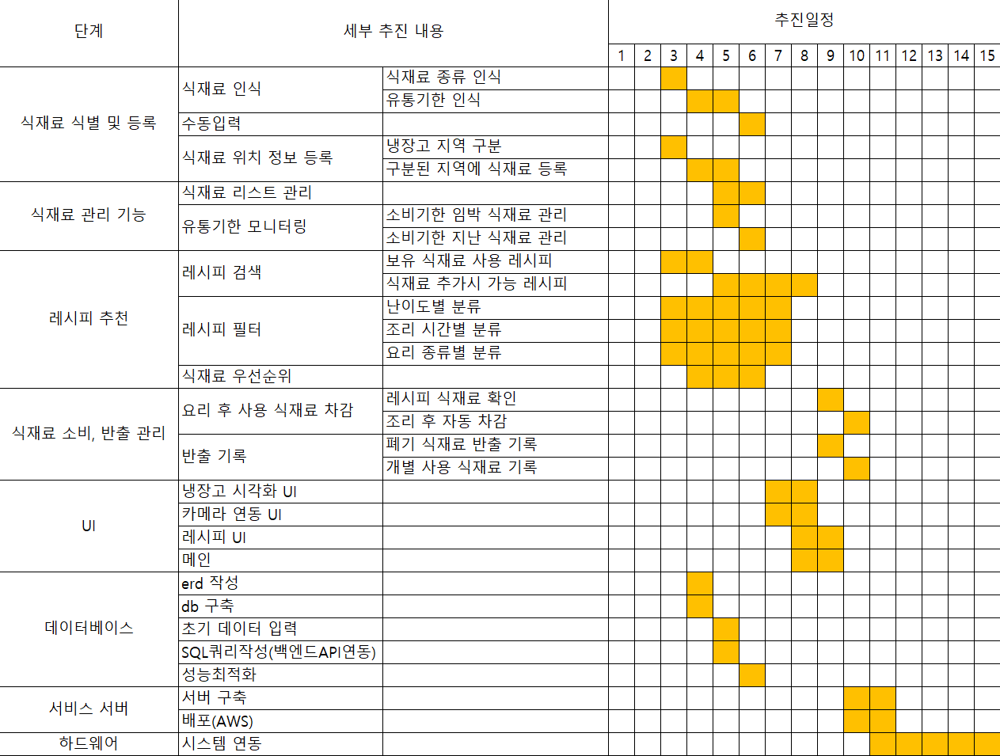 단계
세부 추진 내용
추진일정
1 2 3 4 5 6 7 8 9 10 11 12 13 14 15
식재료 식별 및 등록
식재료 인식
식재료 종류 인식
유통기한 인식
수동입력
식재료 위치 정보 등록
냉장고 지역 구분
구분된 지역에 식재료 등록
식재료 관리 기능
식재료 리스트 관리
유통기한 모니터링
소비기한 임박 식재료 관리
소비기한 지난 식재료 관리
레시피 추천
레시피 검색
보유 식재료 사용 레시피
식재료 추가시 가능 레시피
레시피 필터
난이도별 분류
조리 시간별 분류
요리 종류별 분류
식재료 우선순위
식재료 소비, 반출 관리
요리 후 사용 식재료 차감
레시피 식재료 확인
조리 후 자동 차감
반출 기록
폐기 식재료 반출 기록
개별 사용 식재료 기록
UI
냉장고 시각화 UI
카메라 연동 UI
레시피 UI
메인
데이터베이스
erd 작성
db 구축
초기 데이터 입력
SQL쿼리작성(백엔드API연동)
성능최적화
서비스 서버
서버 구축
배포(AWS)
하드웨어
시스템 연동